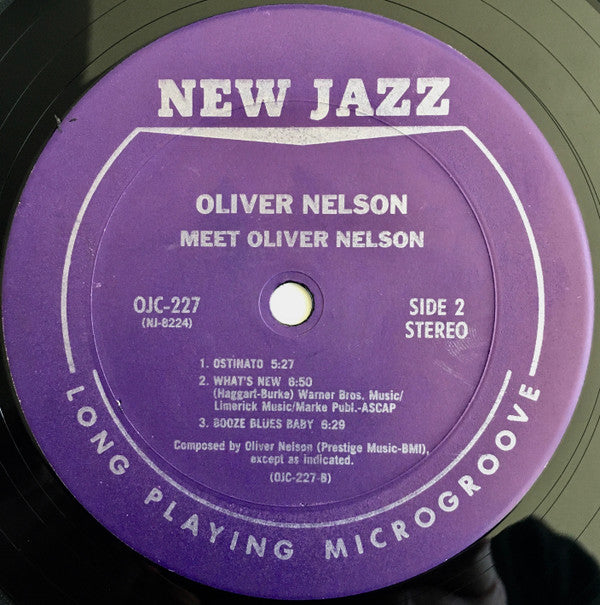 NEW JAZZ
OLIVER NELSON
MEET OLIVER NELSON
OJC-227
(NJ-8224)
SIDE 2
STEREO
1. OSTINATO 5:27
2. WHAT'S NEW 6:50
(Haggart-Burke) Warner Bros. Music/
Limerick Music/Marke Publ.-ASCAP
3. BOOZE BLUES BABY 6:29
Composed by Oliver Nelson (Prestige Music-BMI),
except as indicated.
(OJC-227-B)
LONG PLAYING MICROGROOVE